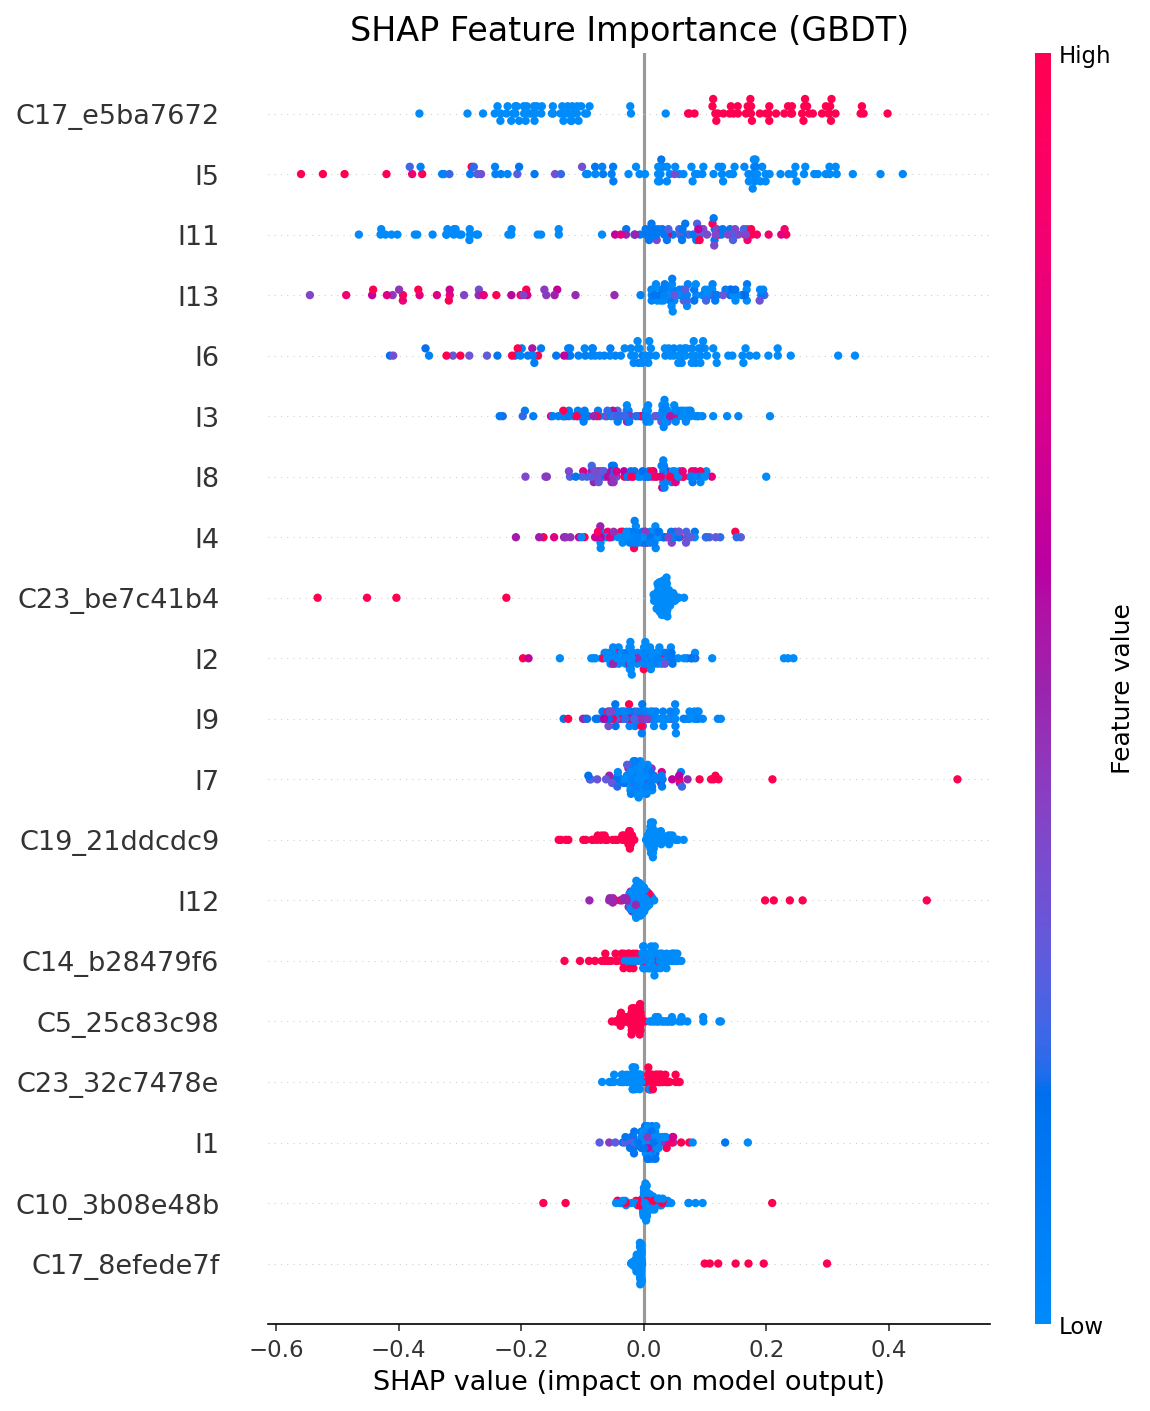 SHAP Feature Importance (GBDT)
High
C17_e5ba7672
I5
I11
I13
I6
I3
I8
I4
C23_be7c41b4
I2
I9
I7
C19_21ddcdc9
I12
C14_b28479f6
C5_25c83c98
C23_32c7478e
I1
C10_3b08e48b
C17_8efede7f
Feature value
Low
−0.6 −0.4 −0.2 0.0 0.2 0.4
SHAP value (impact on model output)